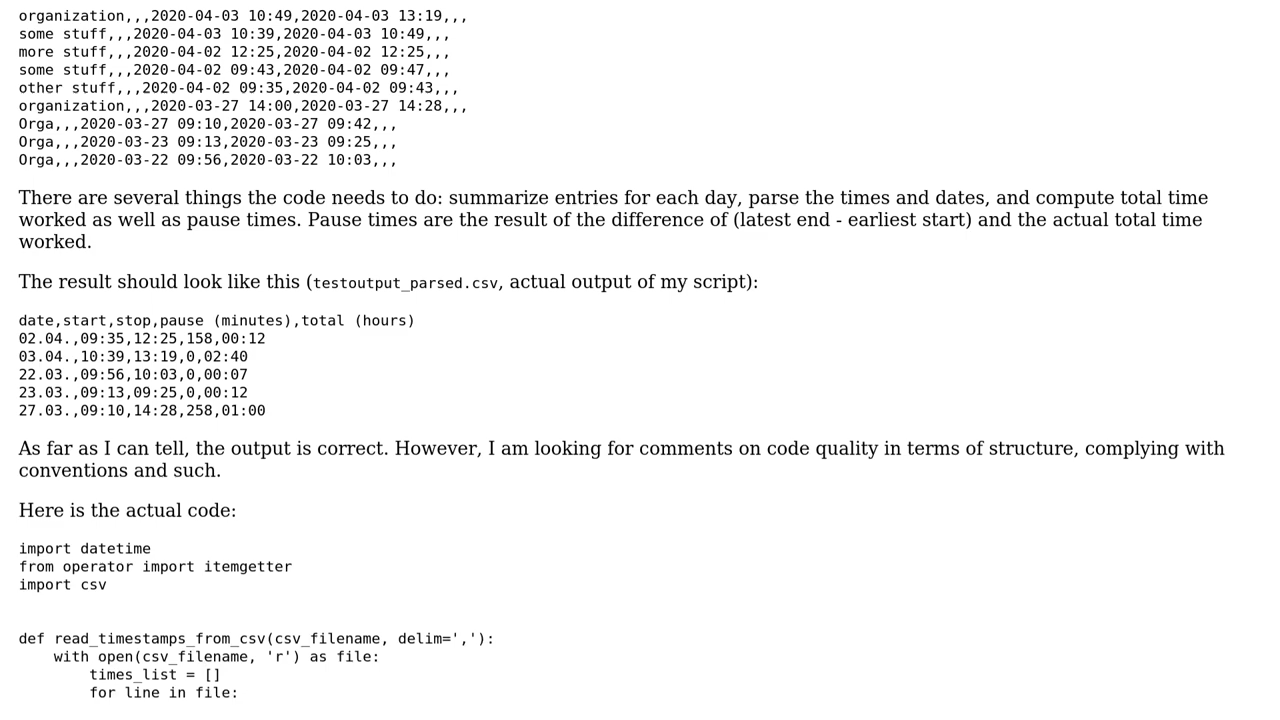 organization,,,2020-04-03 10:49,2020-04-03 13:19,,,
some stuff,,,2020-04-03 10:39,2020-04-03 10:49,,,
more stuff,,,2020-04-02 12:25,2020-04-02 12:25,,,
some stuff,,,2020-04-02 09:43,2020-04-02 09:47,,,
other stuff,,,2020-04-02 09:35,2020-04-02 09:43,,,
organization,,,2020-03-27 14:00,2020-03-27 14:28,,,
Orga,,,2020-03-27 09:10,2020-03-27 09:42,,,
Orga,,,2020-03-23 09:13,2020-03-23 09:25,,,
Orga,,,2020-03-22 09:56,2020-03-22 10:03,,,
There are several things the code needs to do: summarize entries for each day, parse the times and dates, and compute total time
worked as well as pause times. Pause times are the result of the difference of (latest end - earliest start) and the actual total time
worked.
The result should look like this (testoutput_parsed.csv, actual output of my script):
date,start,stop,pause (minutes),total (hours)
02.04.,09:35,12:25,158,00:12
03.04.,10:39,13:19,0,02:40
22.03.,09:56,10:03,0,00:07
23.03.,09:13,09:25,0,00:12
27.03.,09:10,14:28,258,01:00
As far as I can tell, the output is correct. However, I am looking for comments on code quality in terms of structure, complying with
conventions and such.
Here is the actual code:
import datetime
from operator import itemgetter
import csv
def read_timestamps_from_csv(csv_filename, delim=','):
    with open(csv_filename, 'r') as file:
        times_list = []
        for line in file: